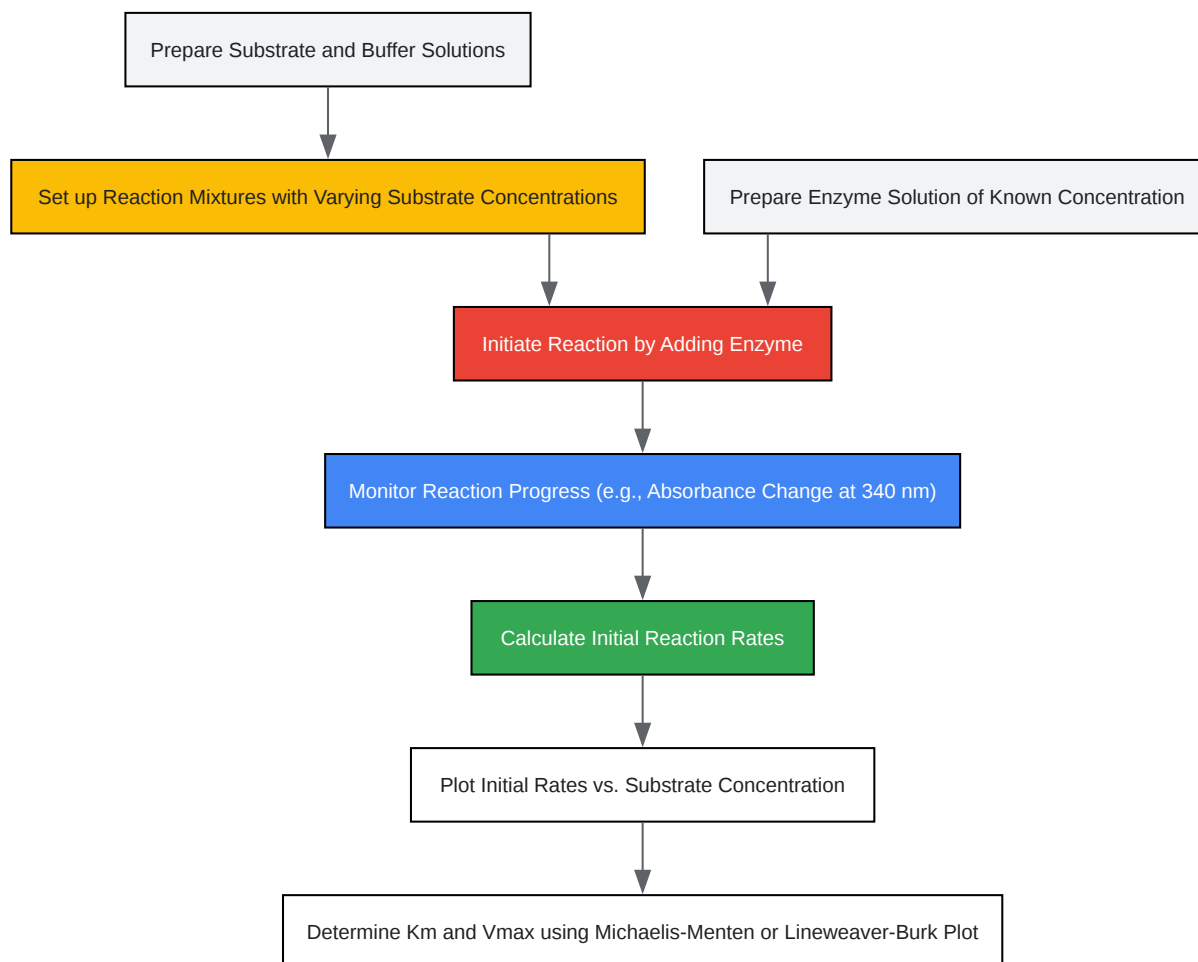 Prepare Substrate and Buffer Solutions
Set up Reaction Mixtures with Varying Substrate Concentrations
Prepare Enzyme Solution of Known Concentration
Initiate Reaction by Adding Enzyme
Monitor Reaction Progress (e.g., Absorbance Change at 340 nm)
Calculate Initial Reaction Rates
Plot Initial Rates vs. Substrate Concentration
Determine Km and Vmax using Michaelis-Menten or Lineweaver-Burk Plot